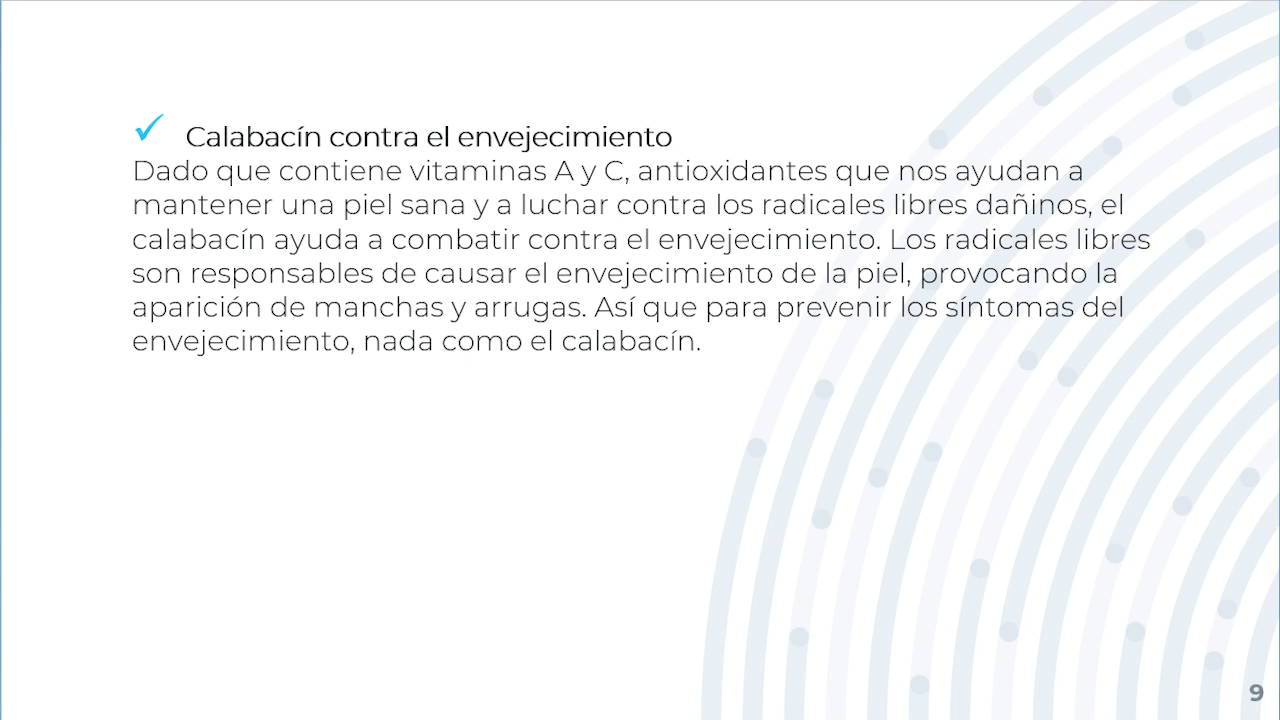 Calabacín contra el envejecimiento
Dado que contiene vitaminas A y C, antioxidantes que nos ayudan a
mantener una piel sana y a luchar contra los radicales libres dañinos, el
calabacín ayuda a combatir contra el envejecimiento. Los radicales libres
son responsables de causar el envejecimiento de la piel, provocando la
aparición de manchas y arrugas. Así que para prevenir los síntomas del
envejecimiento, nada como el calabacín.
9